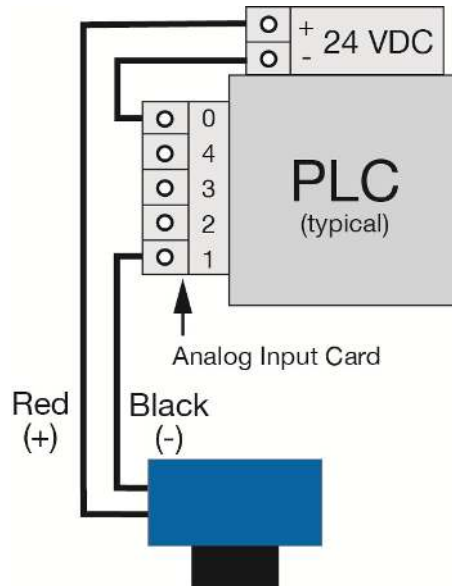 + 24 VDC
-
0
4
3
2
1
PLC
(typical)
Analog Input Card
Red
(+)
Black
(-)